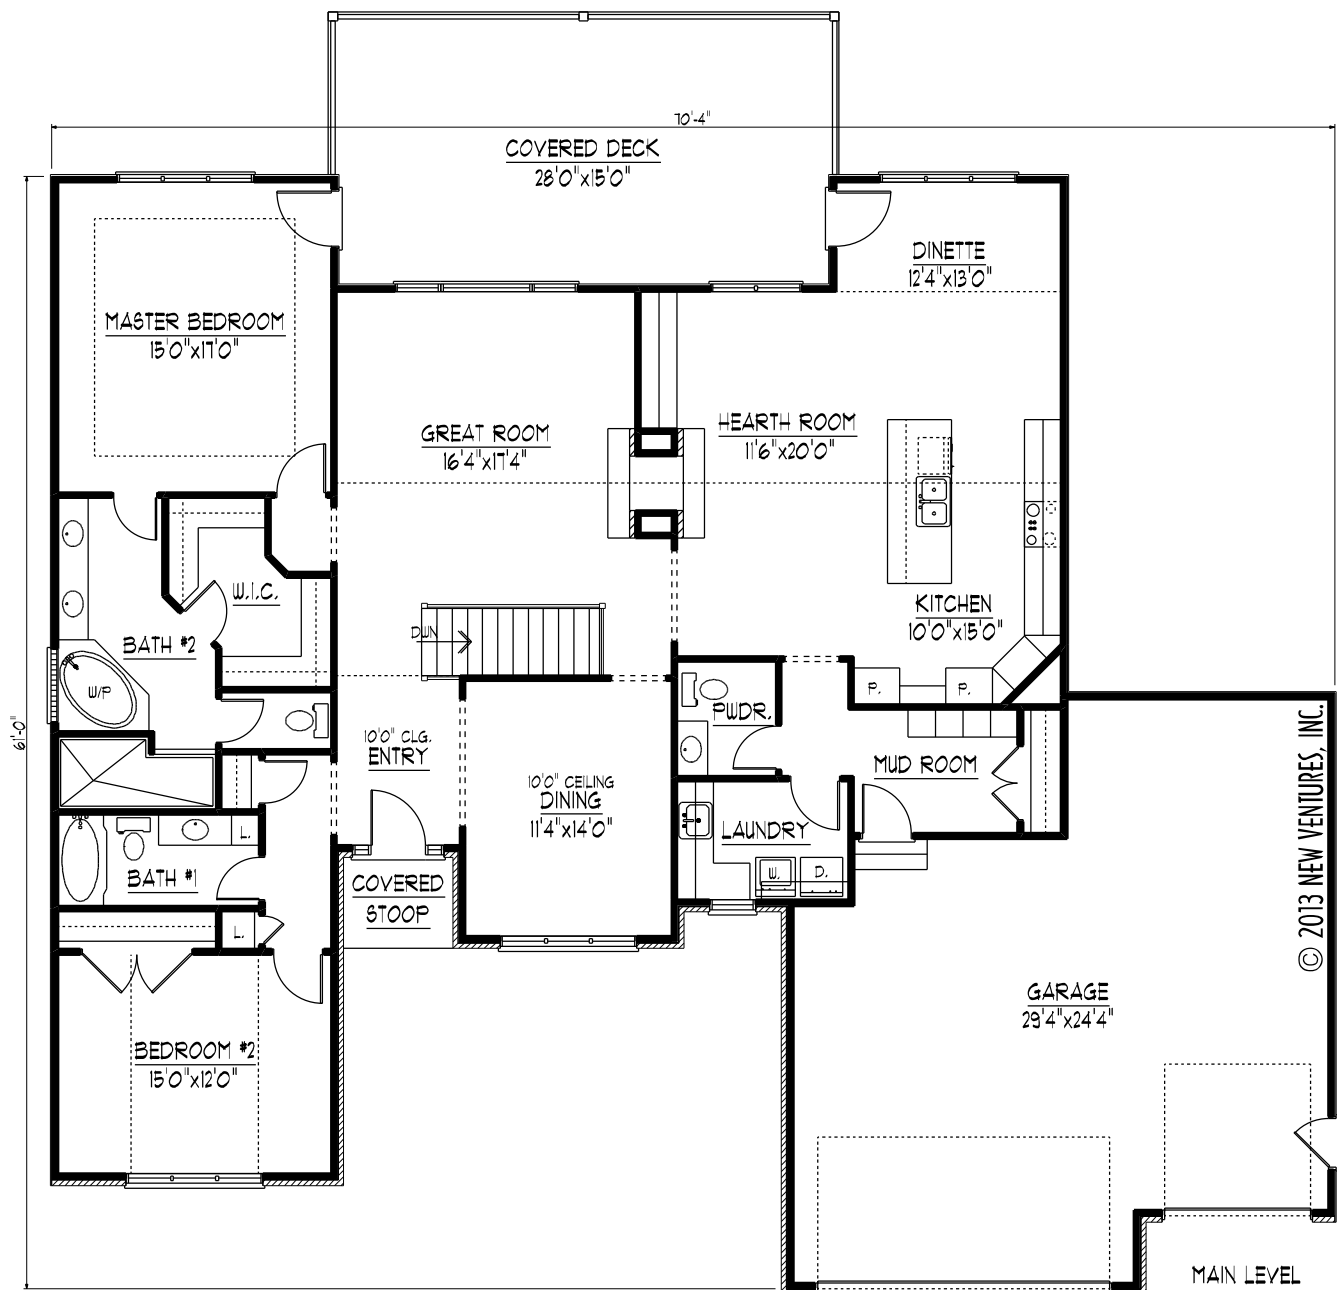 70'-4"
COVERED DECK
28'0"x15'0"
DINETTE
12'4"x13'0"
MASTER BEDROOM
15'0"x17'0"
GREAT ROOM
16'4"x17'4"
HEARTH ROOM
11'6"x20'0"
W.I.C.
KITCHEN
10'0"x15'0"
DWN
BATH #2
W/P
P.
P.
PWDR.
61'-0"
10'0" CLG.
ENTRY
MUD ROOM
10'0" CEILING
DINING
11'4"x14'0"
LAUNDRY
L.
W.
D.
BATH #1
COVERED
STOOP
L.
© 2013 NEW VENTURES, INC.
GARAGE
29'4"x24'4"
BEDROOM #2
15'0"x12'0"
MAIN LEVEL